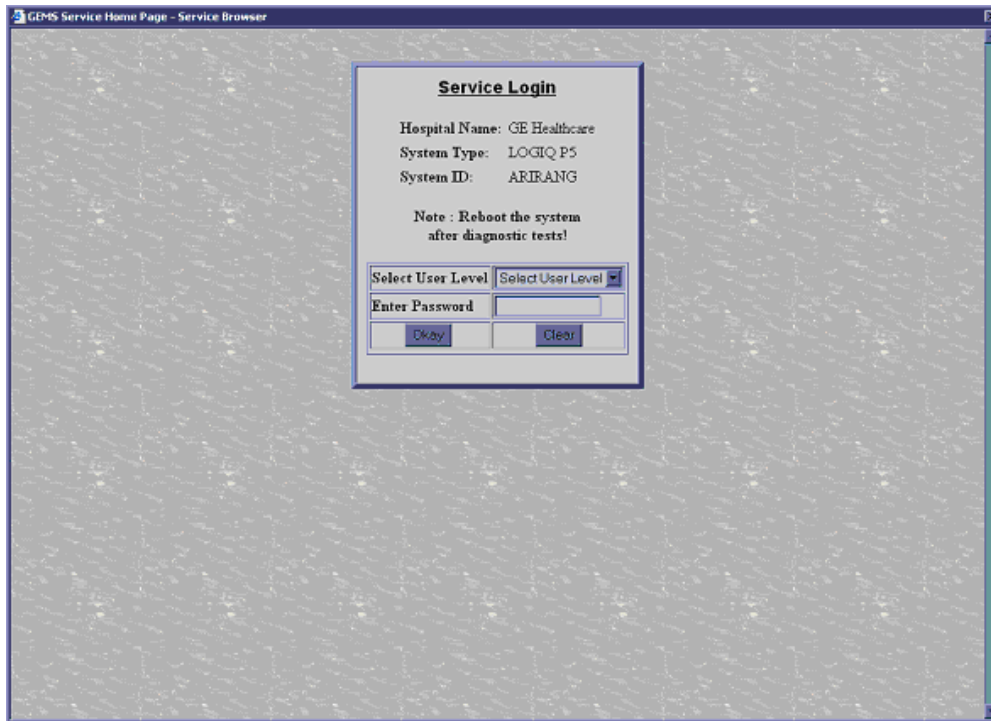 GEMS Service Home Page - Service Browser
Service Login
Hospital Name: GE Healthcare
System Type: LOGIQ P5
System ID: ARIRANG
Note : Reboot the system
after diagnostic tests!
Select User Level Select User Level
Enter Password
Okay Clear